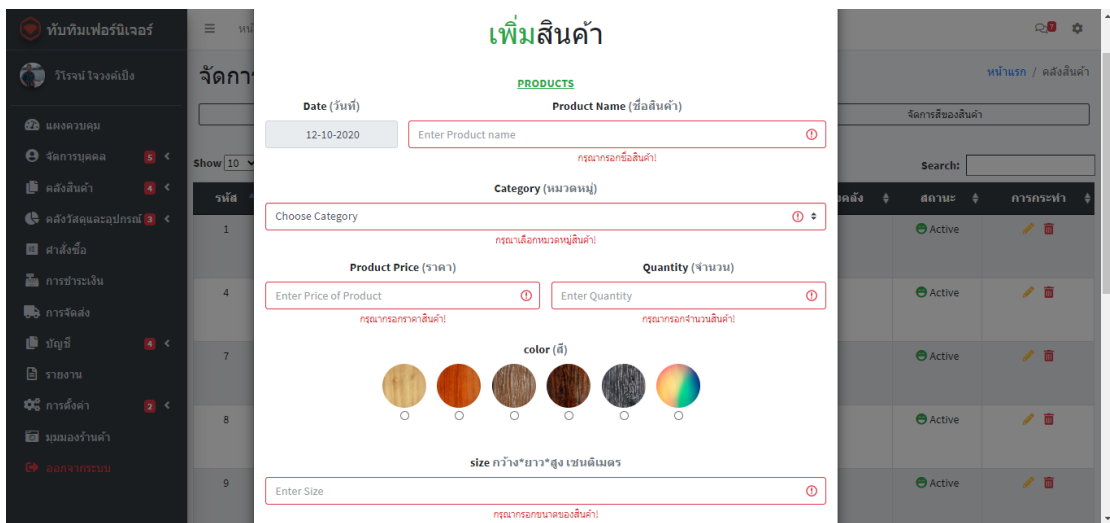 ทับทิมเฟอร์นิเจอร์
วิโรจน์ ใจวงค์เป็ง
แผงควบคุม
จัดการบุคคล 5
คลังสินค้า 4
คลังวัสดุและอุปกรณ์ 3
คำสั่งซื้อ
การชำระเงิน
การจัดส่ง
บัญชี 4
รายงาน
การตั้งค่า 2
มุมมองร้านค้า
ออกจากระบบ
หน้าแรก / คลังสินค้า
จัดการสีของสินค้า
Show 10
Search:
รหัส
สถานะ
การกระทำ
1
Active
4
Active
7
Active
8
Active
9
Active
เพิ่มสินค้า
PRODUCTS
Date (วันที่)
Product Name (ชื่อสินค้า)
12-10-2020
Enter Product name
กรุณากรอกชื่อสินค้า!
Category (หมวดหมู่)
Choose Category
กรุณาเลือกหมวดหมู่สินค้า!
Product Price (ราคา)
Quantity (จำนวน)
Enter Price of Product
Enter Quantity
กรุณากรอกราคาสินค้า!
กรุณากรอกจำนวนสินค้า!
color (สี)
size กว้าง*ยาว*สูง เซนติเมตร
Enter Size
กรุณากรอกขนาดของสินค้า!